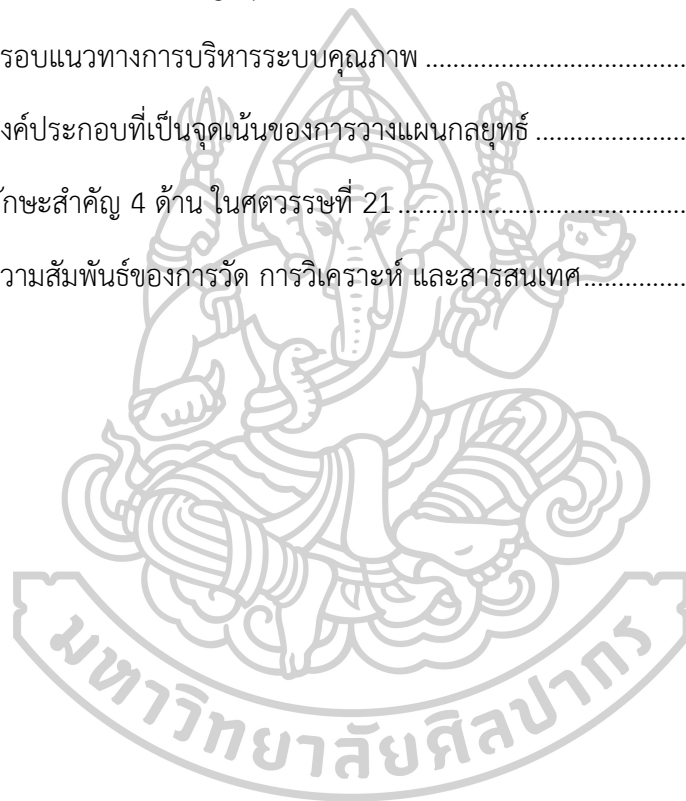 รอบแนวทางการบริหารระบบคุณภาพ ......................................
งค์ประกอบที่เป็นจุดเน้นของการวางแผนกลยุทธ์ ......................
ักษะสำคัญ 4 ด้าน ในศตวรรษที่ 21 ..........................................
วามสัมพันธ์ของการวัด การวิเคราะห์ และสารสนเทศ ...............
มหาวิทยาลัยศิลปากร